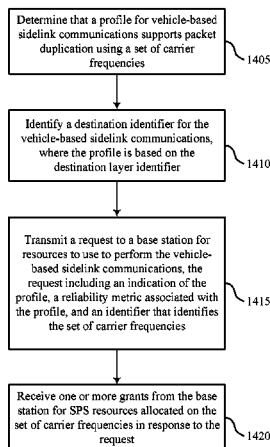 Determine that a profile for vehicle-based
sidelink communications supports packet
duplication using a set of carrier
frequencies
1405
Identify a destination identifier for the
vehicle-based sidelink communications,
where the profile is based on the
destination layer identifier
1410
Transmit a request to a base station for
resources to use to perform the vehicle-
based sidelink communications, the
request including an indication of the
profile, a reliability metric associated with
the profile, and an identifier that identifies
the set of carrier frequencies
1415
Receive one or more grants from the base
station for SPS resources allocated on the
set of carrier frequencies in response to the
request
1420